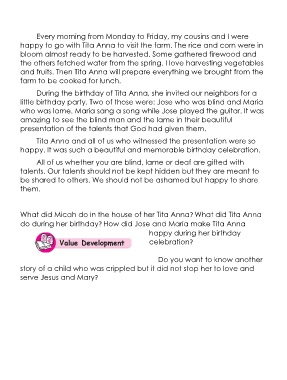 Every morning from Monday to Friday, my cousins and I were
happy to go with Tita Anna to visit the farm. The rice and corn were in
bloom almost ready to be harvested. Some gathered firewood and
the others fetched water from the spring. I love harvesting vegetables
and fruits. Then Tita Anna will prepare everything we brought from the
farm to be cooked for lunch.
During the birthday of Tita Anna, she invited our neighbors for a
little birthday party. Two of those were: Jose who was blind and Maria
who was lame. Maria sang a song while Jose played the guitar. It was
amazing to see the blind man and the lame in their beautiful
presentation of the talents that God had given them.
Tita Anna and all of us who witnessed the presentation were so
happy. It was such a beautiful and memorable birthday celebration.
All of us whether you are blind, lame or deaf are gifted with
talents. Our talents should not be kept hidden but they are meant to
be shared to others. We should not be ashamed but happy to share
them.
What did Micah do in the house of her Tita Anna? What did Tita Anna
do during her birthday? How did Jose and Maria make Tita Anna
happy during her birthday
celebration?
Value Development
Do you want to know another
story of a child who was crippled but it did not stop her to love and
serve Jesus and Mary?